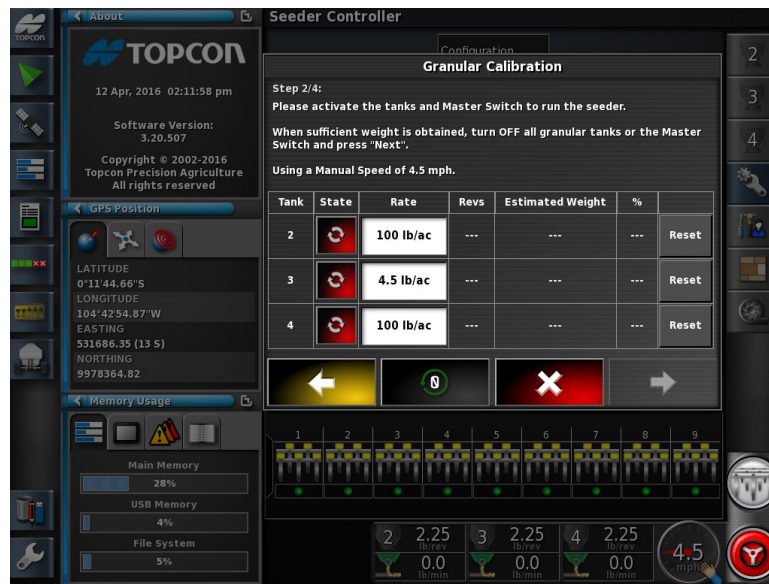 TOPCON
About
TOPCON
12 Apr, 2016 02:11:58 pm
Software Version:
3.20.507
Copyright © 2002-2016
Topcon Precision Agriculture
All rights reserved
GPS Position
LATITUDE
0°11'44.66"S
LONGITUDE
104°42'54.87"W
EASTING
531686.35 (13 S)
NORTHING
9978364.82
Memory Usage
Main Memory
28%
USB Memory
4%
File System
5%
Seeder Controller
Configuration
Granular Calibration
Step 2/4:
Please activate the tanks and Master Switch to run the seeder.
When sufficient weight is obtained, turn OFF all granular tanks or the Master
Switch and press "Next".
Using a Manual Speed of 4.5 mph.
Tank State Rate Revs Estimated Weight %
2 100 lb/ac --- --- --- Reset
3 4.5 lb/ac --- --- --- Reset
4 100 lb/ac --- --- --- Reset
0
1 2 3 4 5 6 7 8 9
2 2.25 3 2.25 4 2.25
lb/rev lb/rev lb/rev
0.0 0.0 0.0
lb/min lb/min lb/min
4.5
mph
2
3
4